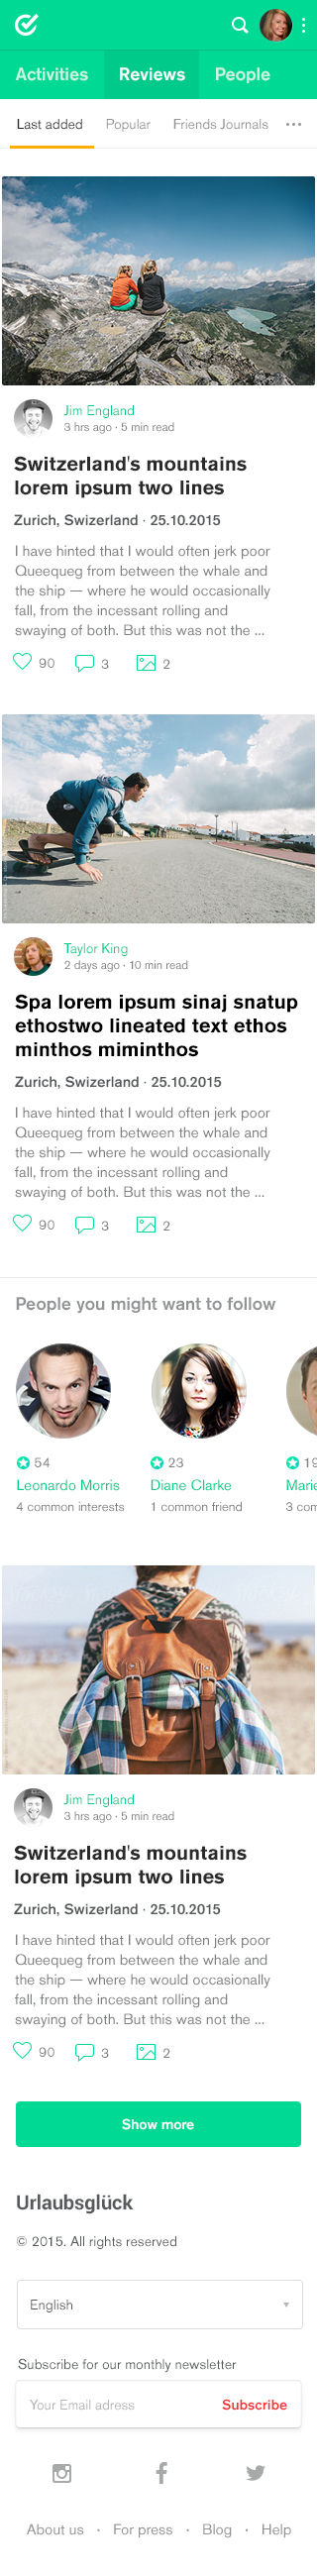 Activities Reviews People
Last added Popular Friends Journals
Jim England
3 hrs ago · 5 min read
Switzerland's mountains
lorem ipsum two lines
Zurich, Swizerland · 25.10.2015
I have hinted that I would often jerk poor
Queequeg from between the whale and
the ship — where he would occasionally
fall, from the incessant rolling and
swaying of both. But this was not the ...
90 3 2
Taylor King
2 days ago · 10 min read
Spa lorem ipsum sinaj snatup
ethostwo lineated text ethos
minthos miminthos
Zurich, Swizerland · 25.10.2015
I have hinted that I would often jerk poor
Queequeg from between the whale and
the ship — where he would occasionally
fall, from the incessant rolling and
swaying of both. But this was not the ...
90 3 2
People you might want to follow
54 23 19
Leonardo Morris Diane Clarke Marie
4 common interests 1 common friend 3 com
Jim England
3 hrs ago · 5 min read
Switzerland's mountains
lorem ipsum two lines
Zurich, Swizerland · 25.10.2015
I have hinted that I would often jerk poor
Queequeg from between the whale and
the ship — where he would occasionally
fall, from the incessant rolling and
swaying of both. But this was not the ...
90 3 2
Show more
Urlaubsglück
© 2015. All rights reserved
English
Subscribe for our monthly newsletter
Your Email adress Subscribe
About us · For press · Blog · Help